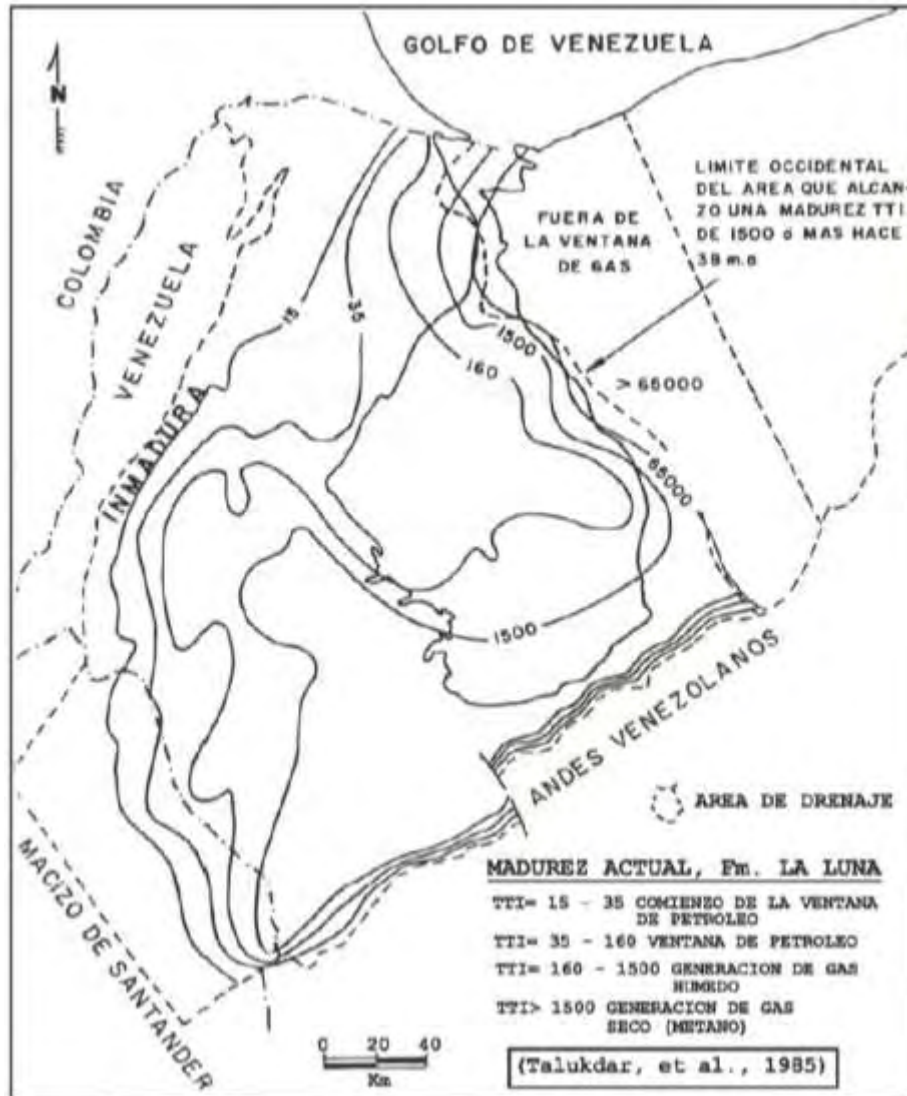 GOLFO DE VENEZUELA
N
LIMITE OCCIDENTAL
DEL AREA QUE ALCAN-
ZO UNA MADUREZ TTI
DE 1500 ó MAS HACE
38 m.a
FUERA DE
LA VENTANA
DE GAS
COLOMBIA
VENEZUELA
INMADURA
15
35
160
1500
> 65000
65000
1500
ANDES VENEZOLANOS
MACIZO DE SANTANDER
AREA DE DRENAJE
MADUREZ ACTUAL, Fm. LA LUNA
TTI= 15 - 35 COMIENZO DE LA VENTANA
DE PETROLEO
TTI= 35 - 160 VENTANA DE PETROLEO
TTI= 160 - 1500 GENERACION DE GAS
HUMEDO
TTI> 1500 GENERACION DE GAS
SECO (METANO)
0 20 40
Km
(Talukdar, et al., 1985)